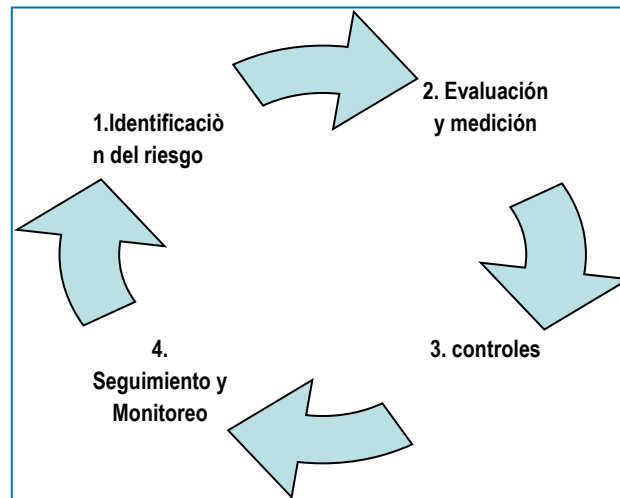 1.Identificaciò
n del riesgo
2. Evaluación
y medición
3. controles
4.
Seguimiento y
Monitoreo